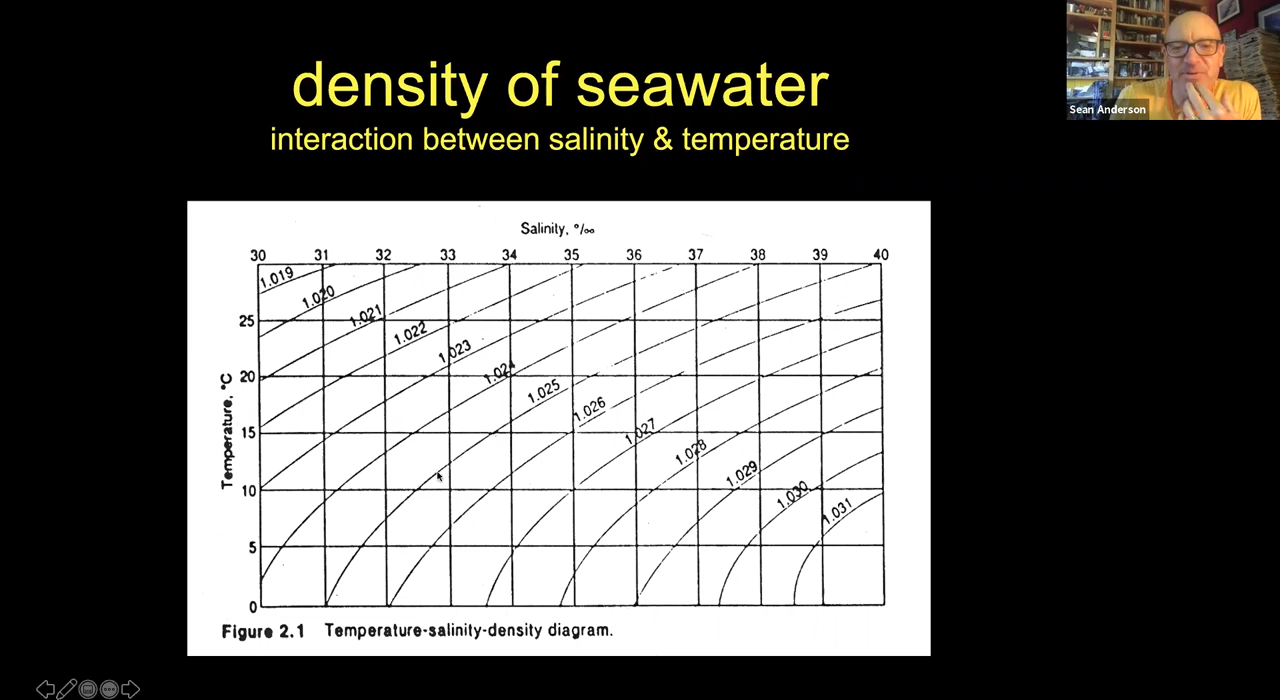 density of seawater
interaction between salinity & temperature
Sean Anderson
Salinity, º/∞
30 31 32 33 34 35 36 37 38 39 40
1.019
1.020
1.021
1.022
1.023
1.024
1.025
1.026
1.027
1.028
1.029
1.030
1.031
Temperature, °C
25
20
15
10
5
0
Figure 2.1 Temperature-salinity-density diagram.